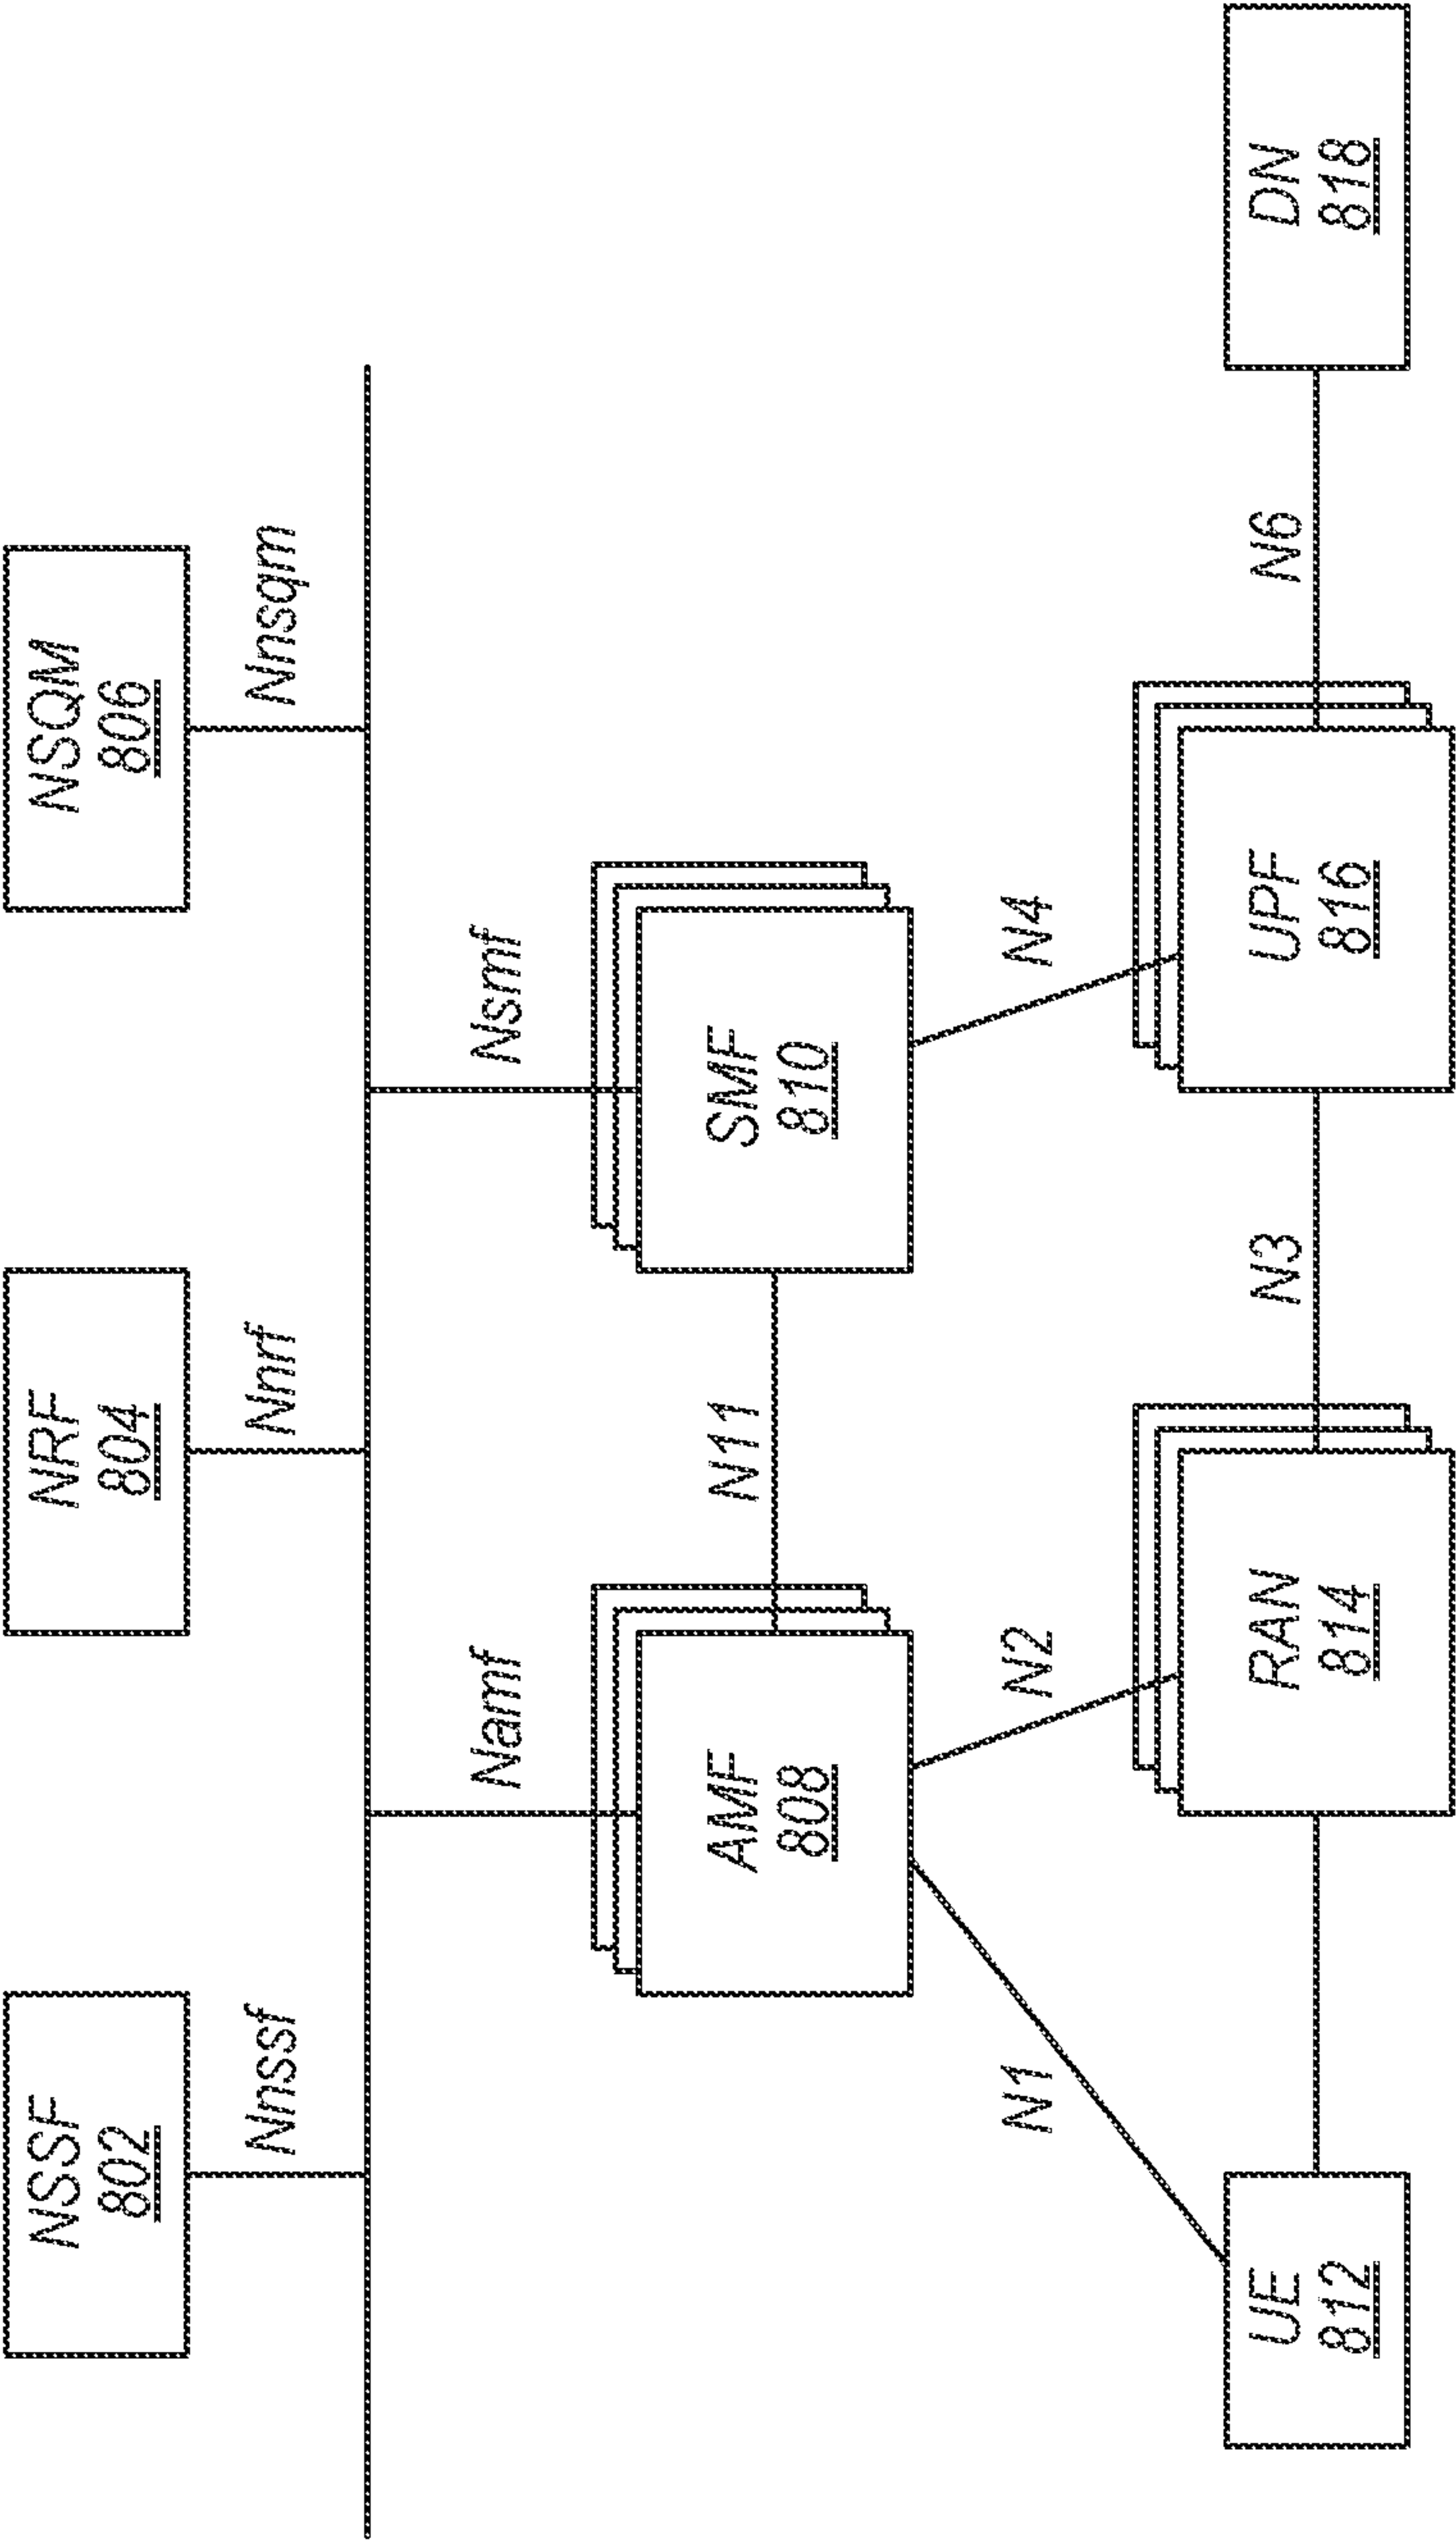 NSSF
802
NRF
804
NSQM
806
Nnssf
Nnrf
Nnsqm
Namf
Nsmf
AMF
808
N11
SMF
810
N1
N2
N4
UE
812
RAN
814
N3
UPF
816
N6
DN
818